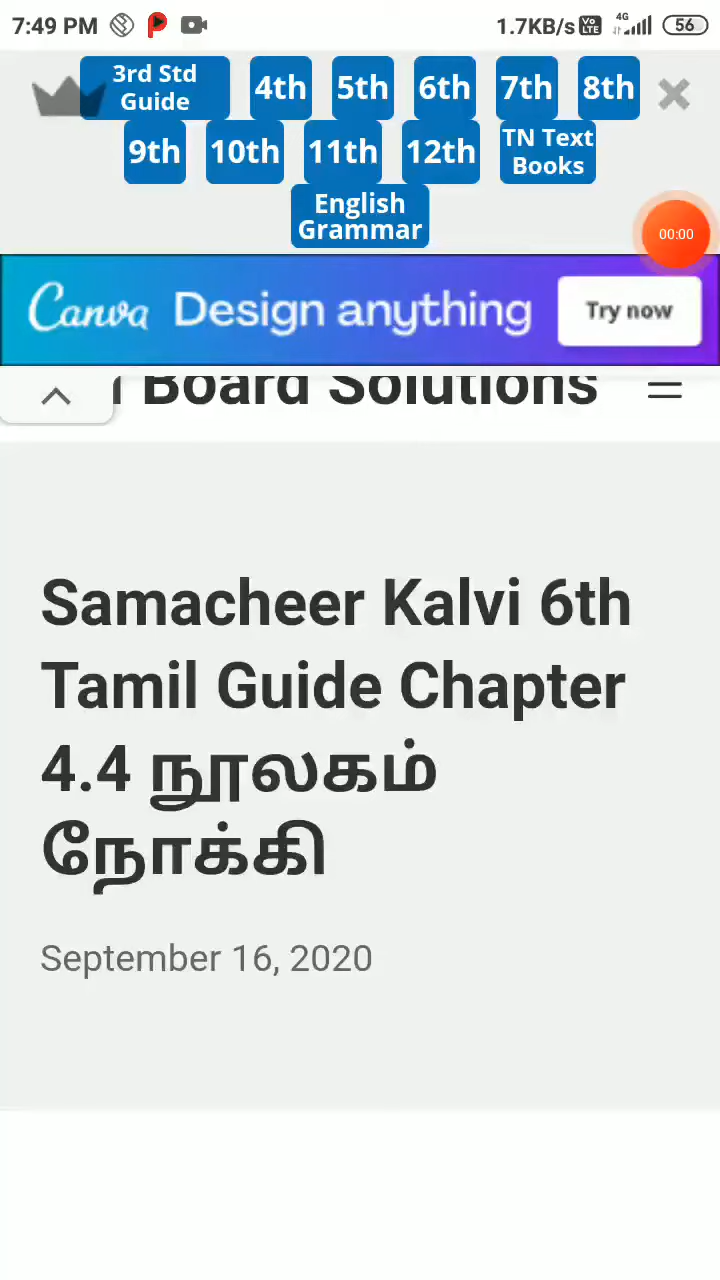 7:49 PM
1.7KB/s Vo LTE 4G 56
3rd Std Guide 4th 5th 6th 7th 8th
9th 10th 11th 12th TN Text Books
English Grammar
00:00
Canva Design anything Try now
Board Solutions
Samacheer Kalvi 6th
Tamil Guide Chapter
4.4 நூலகம்
நோக்கி
September 16, 2020